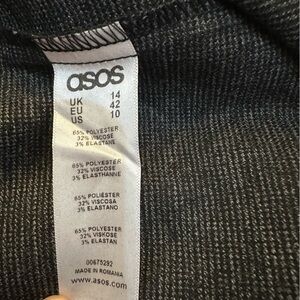 asos
UK 14
EU 42
US 10
65% POLYESTER
32% VISCOSE
3% ELASTANE
65% POLYESTER
32% VISCOSE
3% ELASTHANNE
65% POLIÉSTER
32% VISCOSA
3% ELASTANO
65% POLYESTER
32% VISKOSE
3% ELASTAN
00675292
MADE IN ROMANIA
www.asos.com